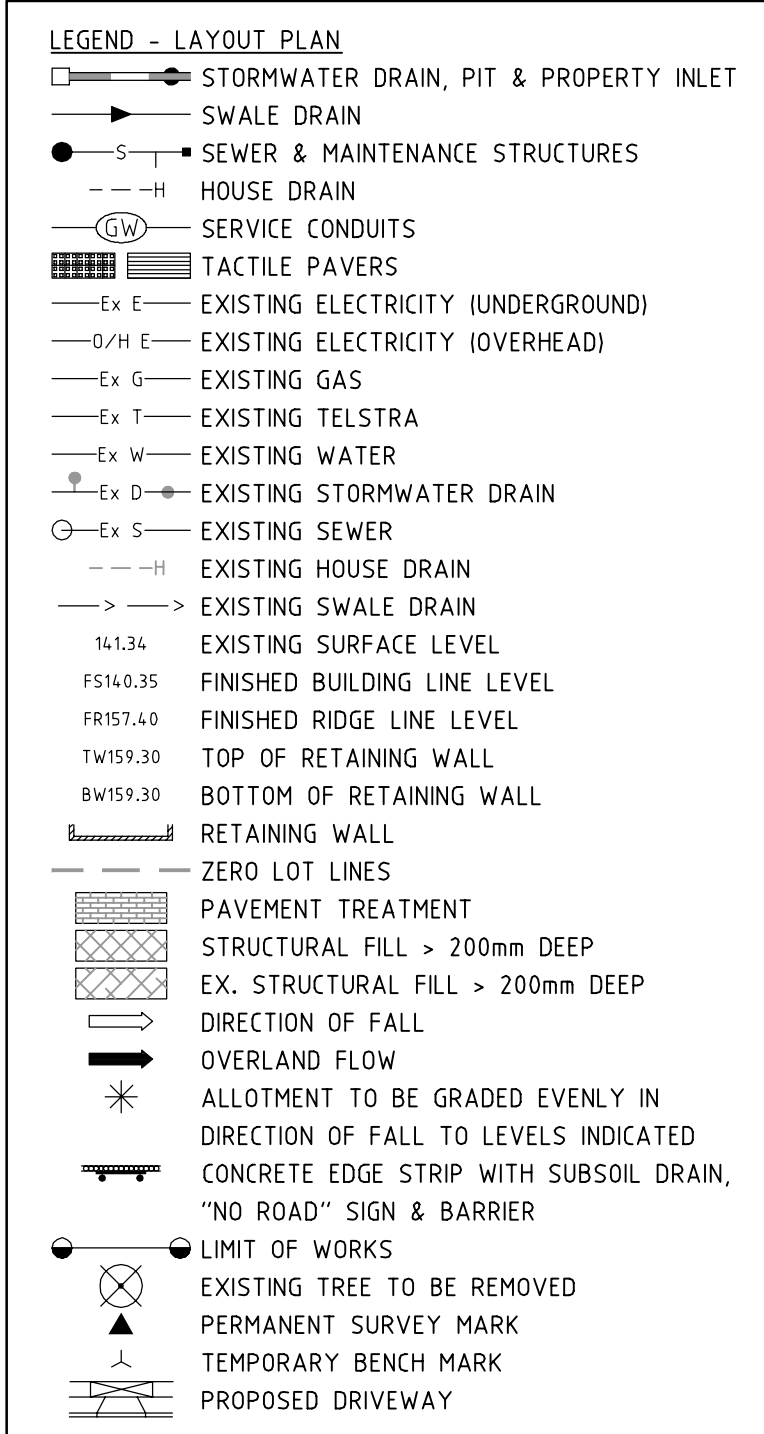 LEGEND - LAYOUT PLAN
STORMWATER DRAIN, PIT & PROPERTY INLET
SWALE DRAIN
S SEWER & MAINTENANCE STRUCTURES
H HOUSE DRAIN
GW SERVICE CONDUITS
TACTILE PAVERS
Ex E EXISTING ELECTRICITY (UNDERGROUND)
O/H E EXISTING ELECTRICITY (OVERHEAD)
Ex G EXISTING GAS
Ex T EXISTING TELSTRA
Ex W EXISTING WATER
Ex D EXISTING STORMWATER DRAIN
Ex S EXISTING SEWER
H EXISTING HOUSE DRAIN
> > EXISTING SWALE DRAIN
141.34 EXISTING SURFACE LEVEL
FS140.35 FINISHED BUILDING LINE LEVEL
FR157.40 FINISHED RIDGE LINE LEVEL
TW159.30 TOP OF RETAINING WALL
BW159.30 BOTTOM OF RETAINING WALL
RETAINING WALL
ZERO LOT LINES
PAVEMENT TREATMENT
STRUCTURAL FILL > 200mm DEEP
EX. STRUCTURAL FILL > 200mm DEEP
DIRECTION OF FALL
OVERLAND FLOW
ALLOTMENT TO BE GRADED EVENLY IN
DIRECTION OF FALL TO LEVELS INDICATED
CONCRETE EDGE STRIP WITH SUBSOIL DRAIN,
"NO ROAD" SIGN & BARRIER
LIMIT OF WORKS
EXISTING TREE TO BE REMOVED
PERMANENT SURVEY MARK
TEMPORARY BENCH MARK
PROPOSED DRIVEWAY